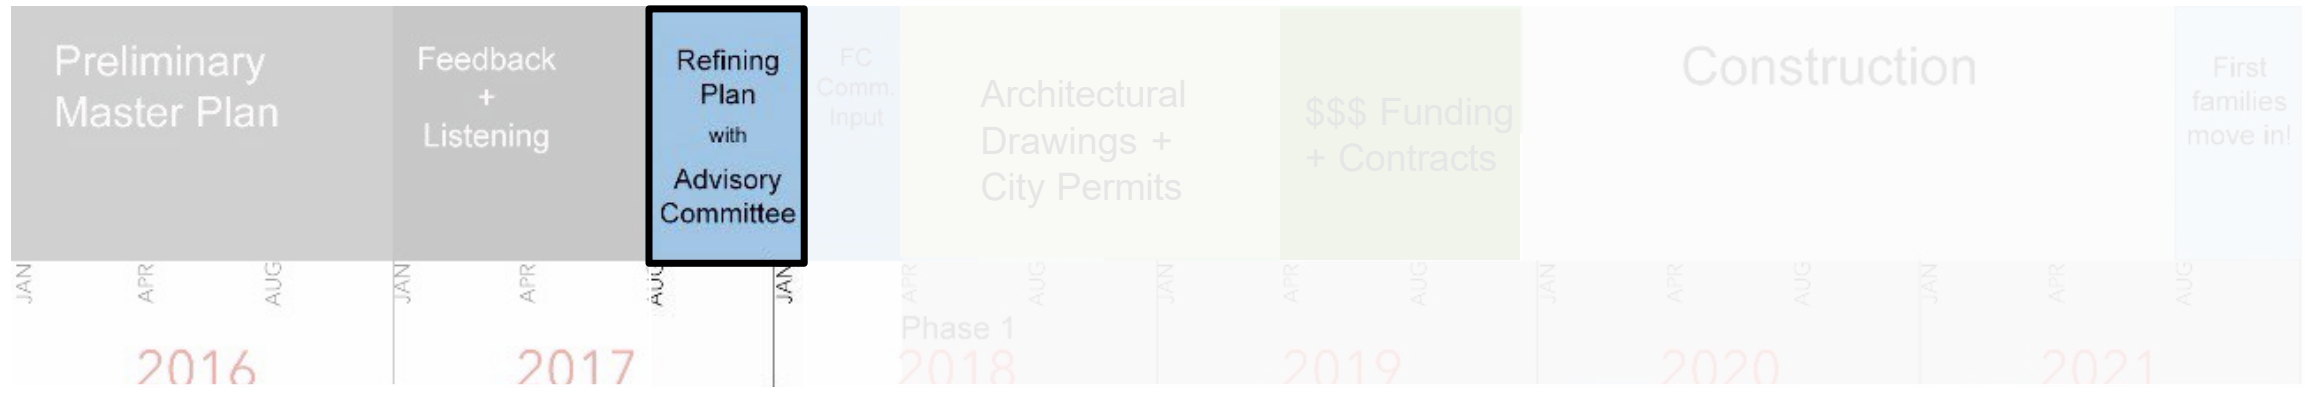 Preliminary
Master Plan
Feedback
+
Listening
Refining
Plan
with
Advisory
Committee
FC
Comm.
Input
Architectural
Drawings +
City Permits
$$$ Funding
+ Contracts
Construction
First
families
move in!
JAN APR AUG JAN APR AUG JAN APR AUG JAN APR AUG JAN APR AUG JAN APR AUG
Phase 1
2016 2017 2018 2019 2020 2021